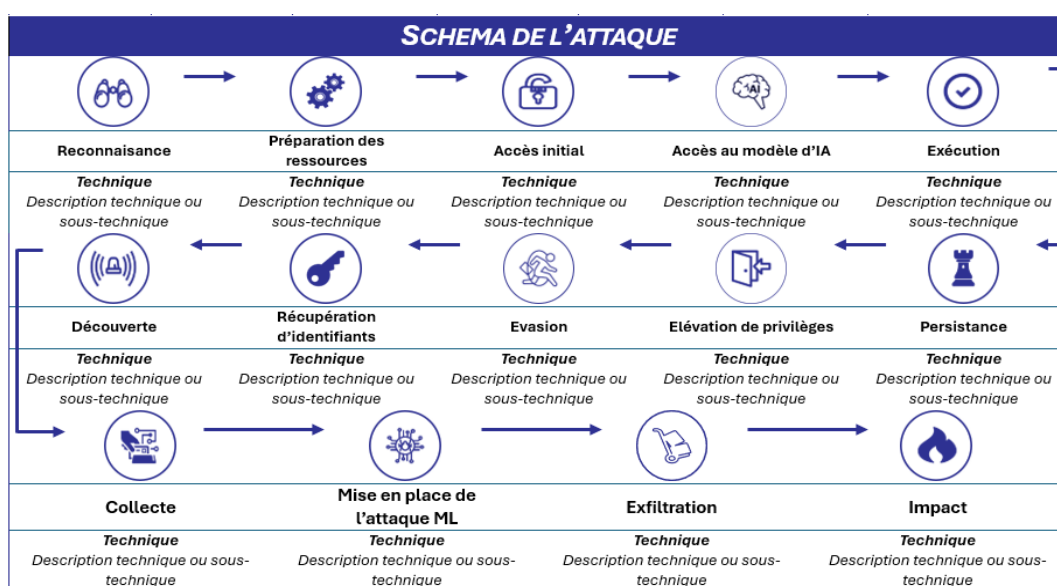 SCHEMA DE L'ATTAQUE
AI
Reconnaisance
Préparation des
ressources
Accès initial
Accès au modèle d'IA
Exécution
Technique
Description technique ou
sous-technique
Technique
Description technique ou
sous-technique
Technique
Description technique ou
sous-technique
Technique
Description technique ou
sous-technique
Technique
Description technique ou
sous-technique
Découverte
Récupération
d'identifiants
Evasion
Elévation de privilèges
Persistance
Technique
Description technique ou
sous-technique
Technique
Description technique ou
sous-technique
Technique
Description technique ou
sous-technique
Technique
Description technique ou
sous-technique
Technique
Description technique ou
sous-technique
Collecte
Mise en place de
l'attaque ML
Exfiltration
Impact
Technique
Description technique ou sous-
technique
Technique
Description technique ou sous-
technique
Technique
Description technique ou sous-
technique
Technique
Description technique ou sous-
technique